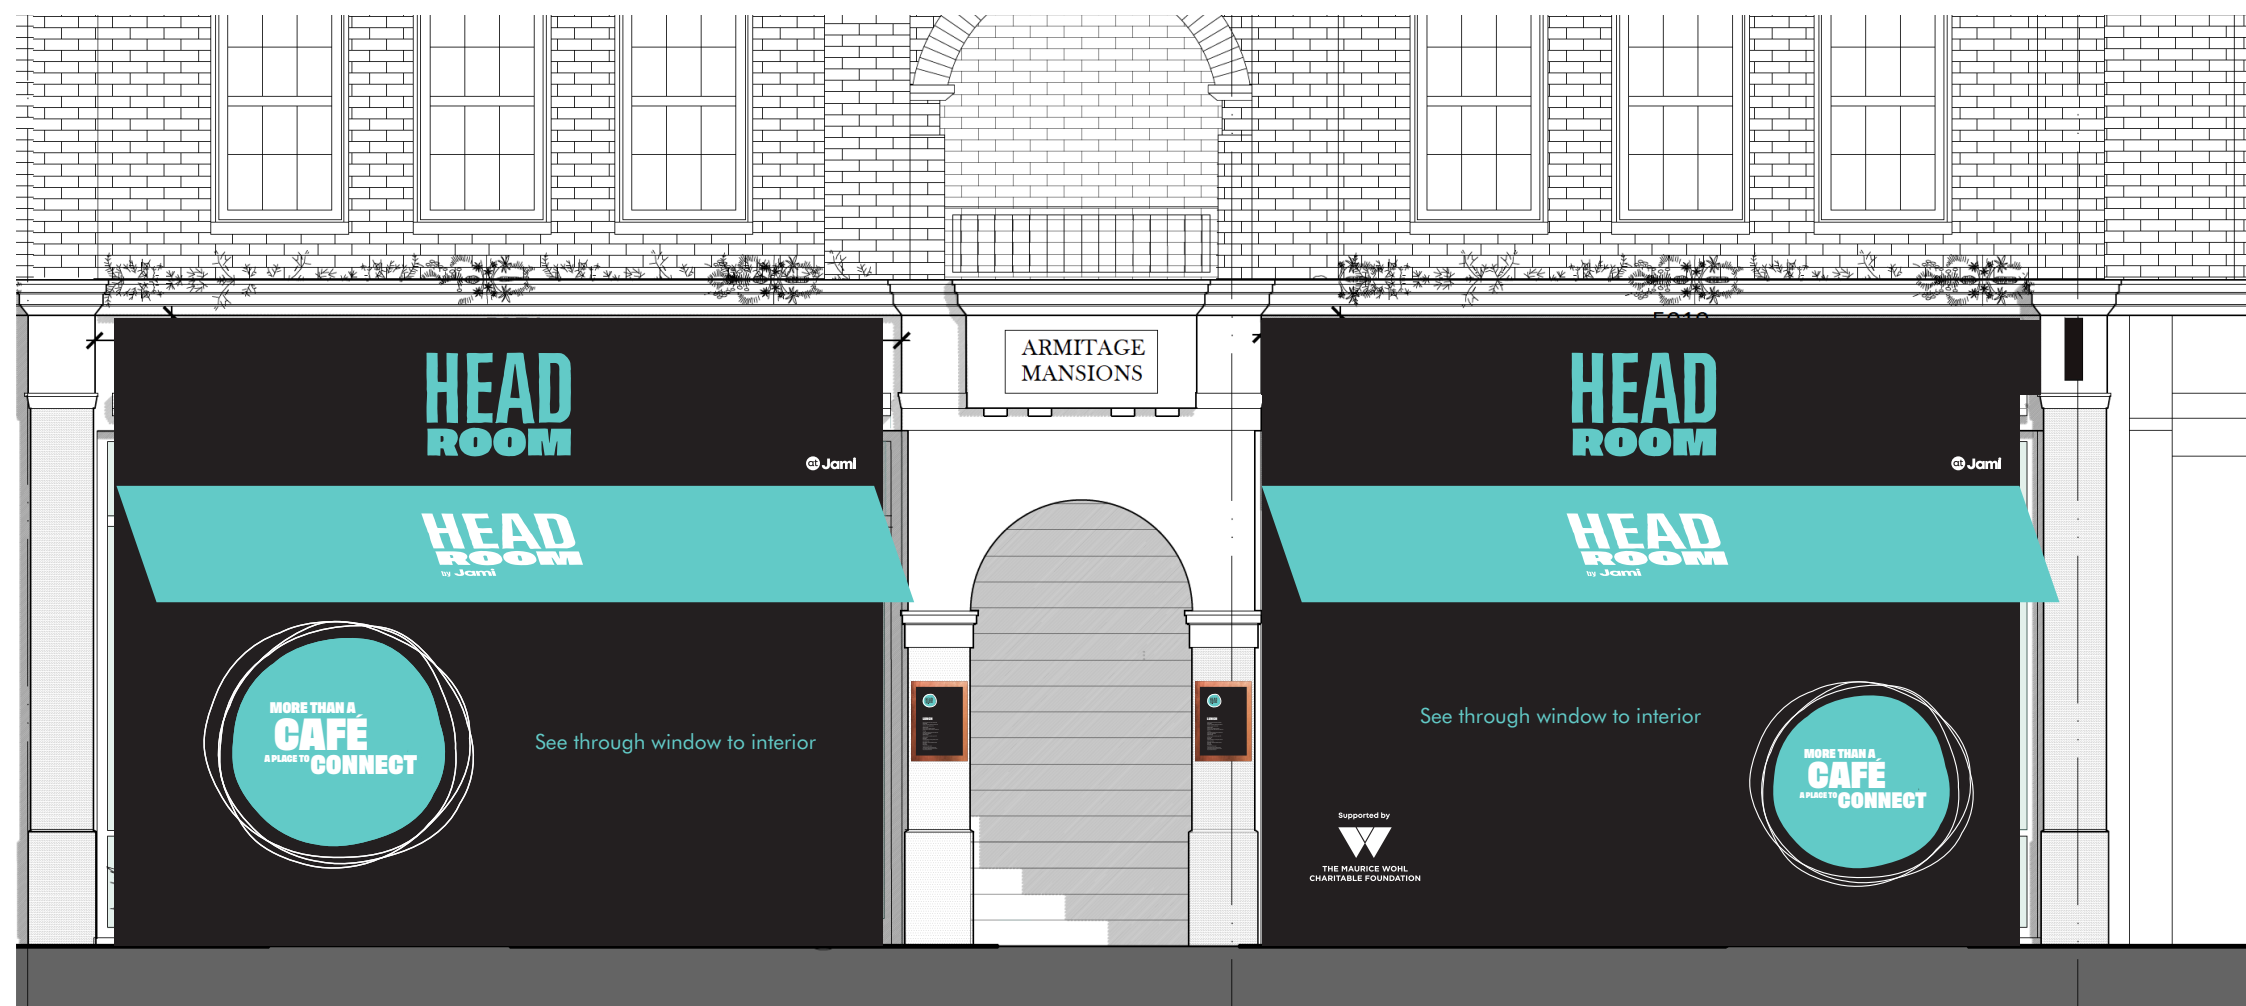 HEAD
ROOM
at Jami
HEAD
ROOM
by Jami
MORE THAN A
CAFÉ
A PLACE TO CONNECT
See through window to interior
ARMITAGE
MANSIONS
HEAD
ROOM
at Jami
HEAD
ROOM
by Jami
See through window to interior
MORE THAN A
CAFÉ
A PLACE TO CONNECT
Supported by
THE MAURICE WOHL
CHARITABLE FOUNDATION